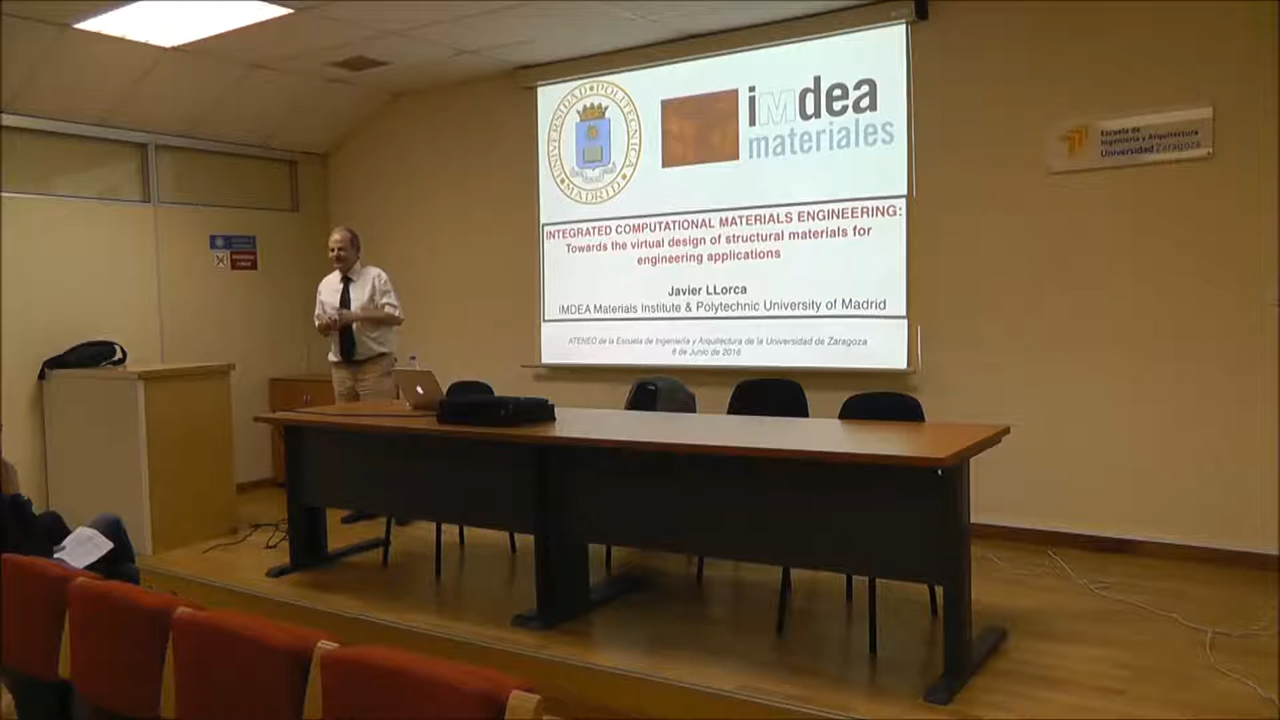 UNIVERSIDAD POLITECNICA
MADRID
imdea
materiales
INTEGRATED COMPUTATIONAL MATERIALS ENGINEERING:
Towards the virtual design of structural materials for
engineering applications
Javier LLorca
IMDEA Materials Institute & Polytechnic University of Madrid
ATENEO de la Escuela de Ingeniería y Arquitectura de la Universidad de Zaragoza
8 de Junio de 2016
Escuela de
Ingeniería y Arquitectura
Universidad Zaragoza